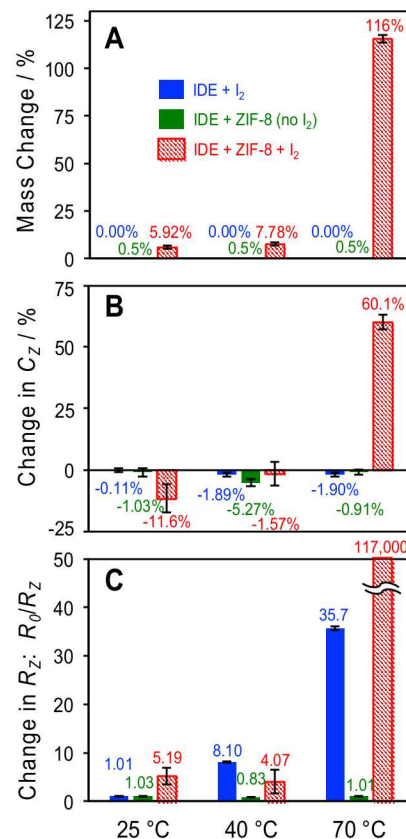 A
Mass Change / %
125
100
75
50
25
0
IDE + I₂
IDE + ZIF-8 (no I₂)
IDE + ZIF-8 + I₂
116%
0.00% 5.92% 0.00% 7.78% 0.00%
0.5% 0.5% 0.5%
B
Change in C_Z / %
75
50
25
0
-25
60.1%
-0.11% -1.89% -1.90%
-1.03% -5.27% -0.91%
-11.6% -1.57%
C
Change in R_Z: R_0/R_Z
50
40
30
20
10
0
117,000
35.7
1.01 5.19 8.10 4.07
1.03 0.83 1.01
25 °C 40 °C 70 °C